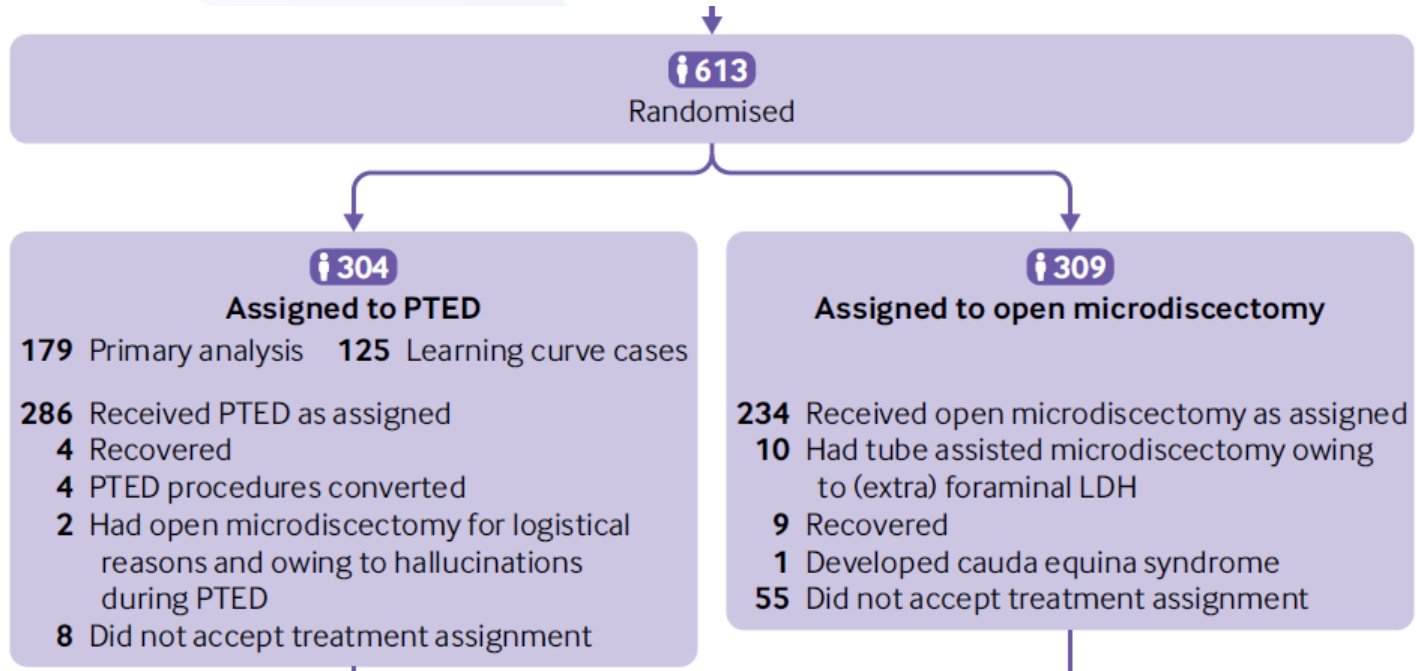 613
Randomised
304
Assigned to PTED
179 Primary analysis 125 Learning curve cases
286 Received PTED as assigned
4 Recovered
4 PTED procedures converted
2 Had open microdiscectomy for logistical
reasons and owing to hallucinations
during PTED
8 Did not accept treatment assignment
309
Assigned to open microdiscectomy
234 Received open microdiscectomy as assigned
10 Had tube assisted microdiscectomy owing
to (extra) foraminal LDH
9 Recovered
1 Developed cauda equina syndrome
55 Did not accept treatment assignment